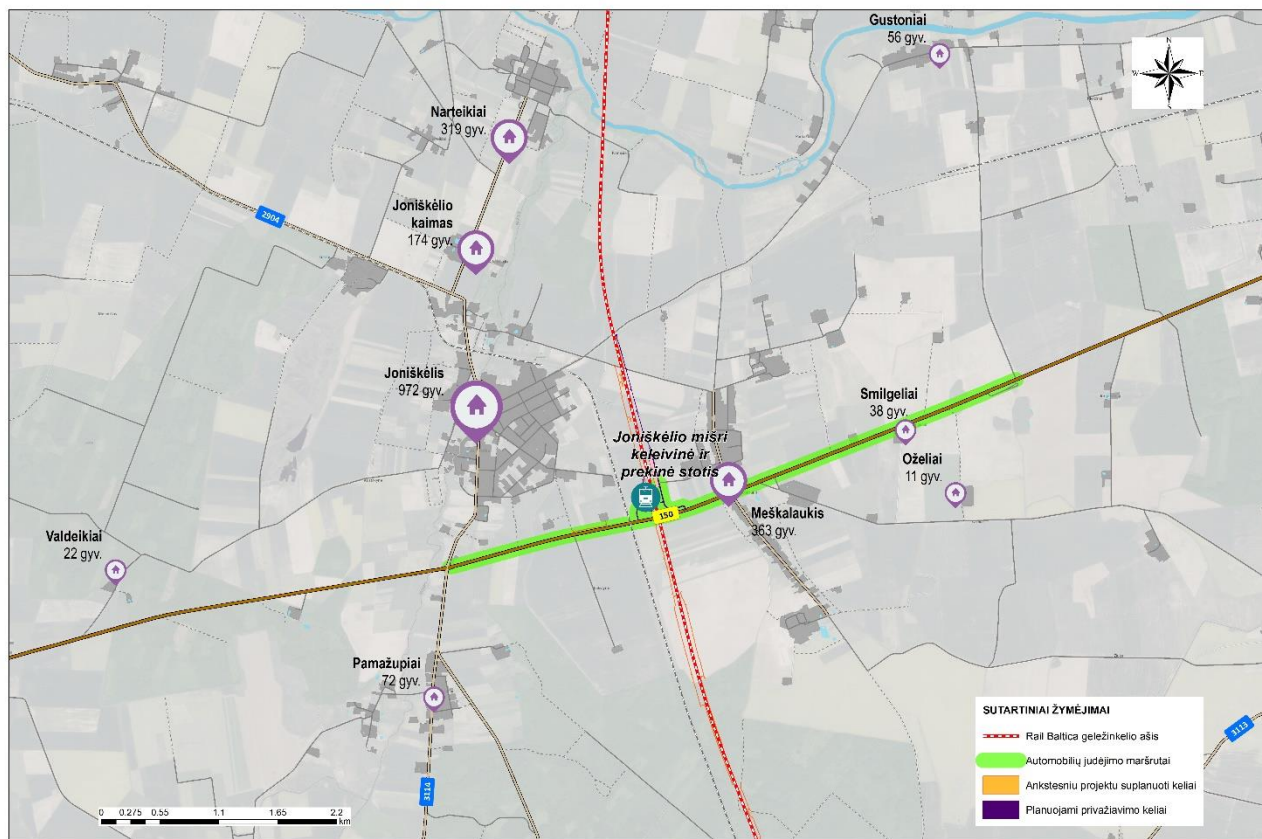 Gustoniai
56 gyv.
N
W
E
S
Narteikiai
319 gyv.
Joniškėlio
kaimas
174 gyv.
2904
Joniškėlis
972 gyv.
Smilgeliai
38 gyv.
Joniškėlio mišri
keleivinė ir
prekinė stotis
Oželiai
11 gyv.
150
Meškalaukis
363 gyv.
Valdeikiai
22 gyv.
Pamažupiai
72 gyv.
3114
3113
SUTARTINIAI ŽYMĖJIMAI
Rail Baltica geležinkelio ašis
Automobilių judėjimo maršrutai
Ankstesniu projektu suplanuoti keliai
Planuojami privažiavimo keliai
0 0.275 0.55 1.1 1.65 2.2
km